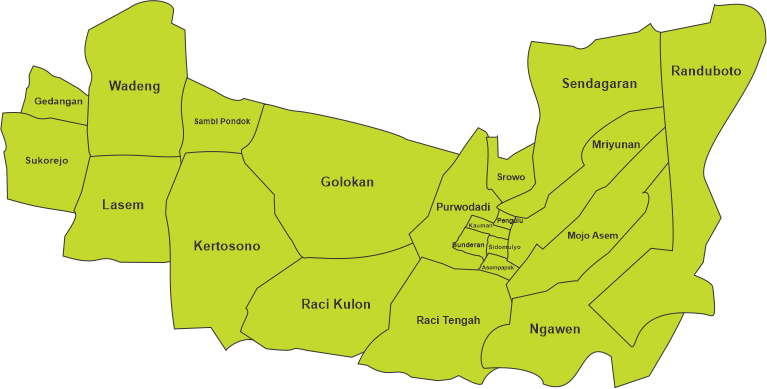 Randuboto
Sendagaran
Wadeng
Gedangan
Sambi Pondok
Mriyunan
Sukorejo
Srowo
Golokan
Lasem
Purwodadi
Pengulu
Kauman
Mojo Asem
Kertosono
Bunderan
Sidomulyo
Asempapak
Raci Kulon
Raci Tengah
Ngawen